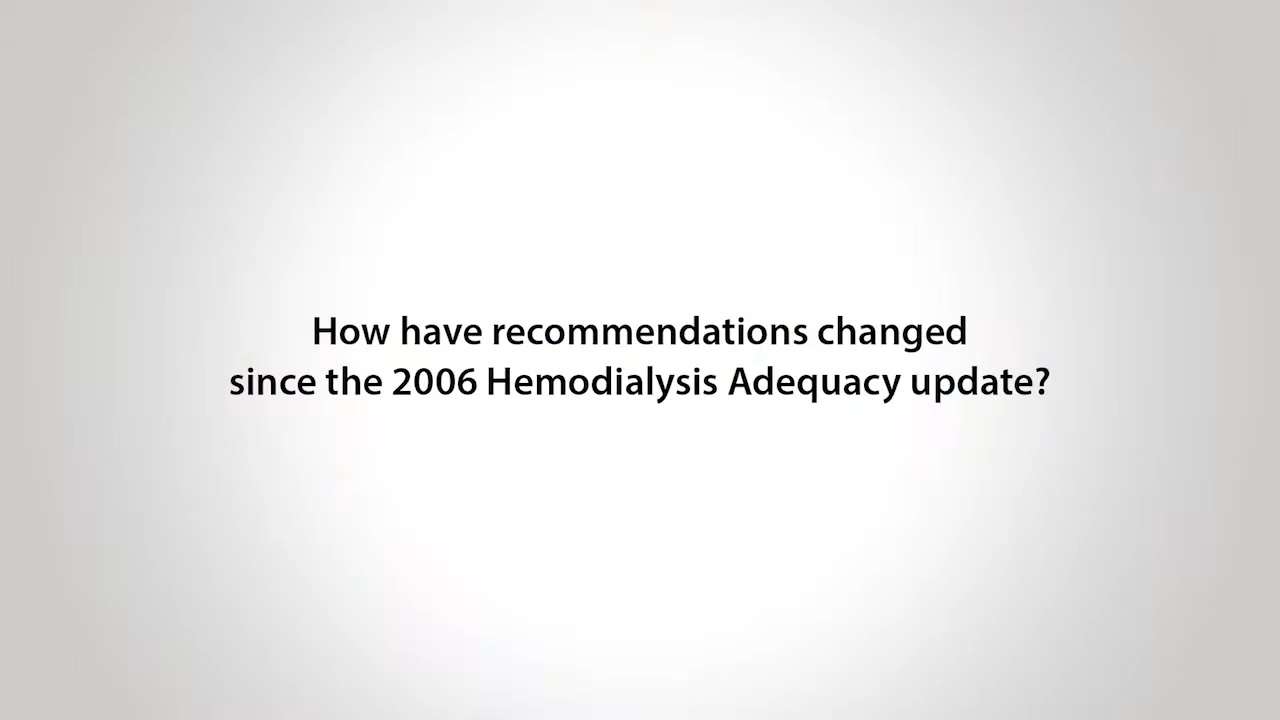 How have recommendations changed
since the 2006 Hemodialysis Adequacy update?